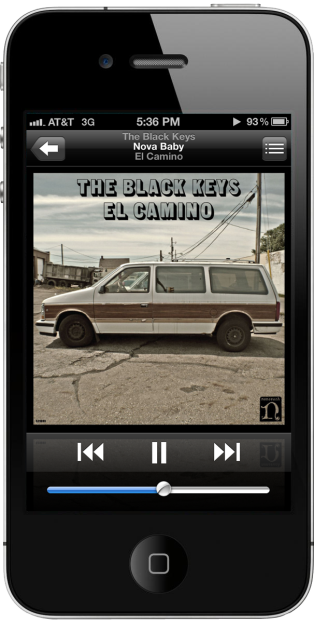 AT&T 3G 5:36 PM 93%
The Black Keys
Nova Baby
El Camino
THE BLACK KEYS
EL CAMINO